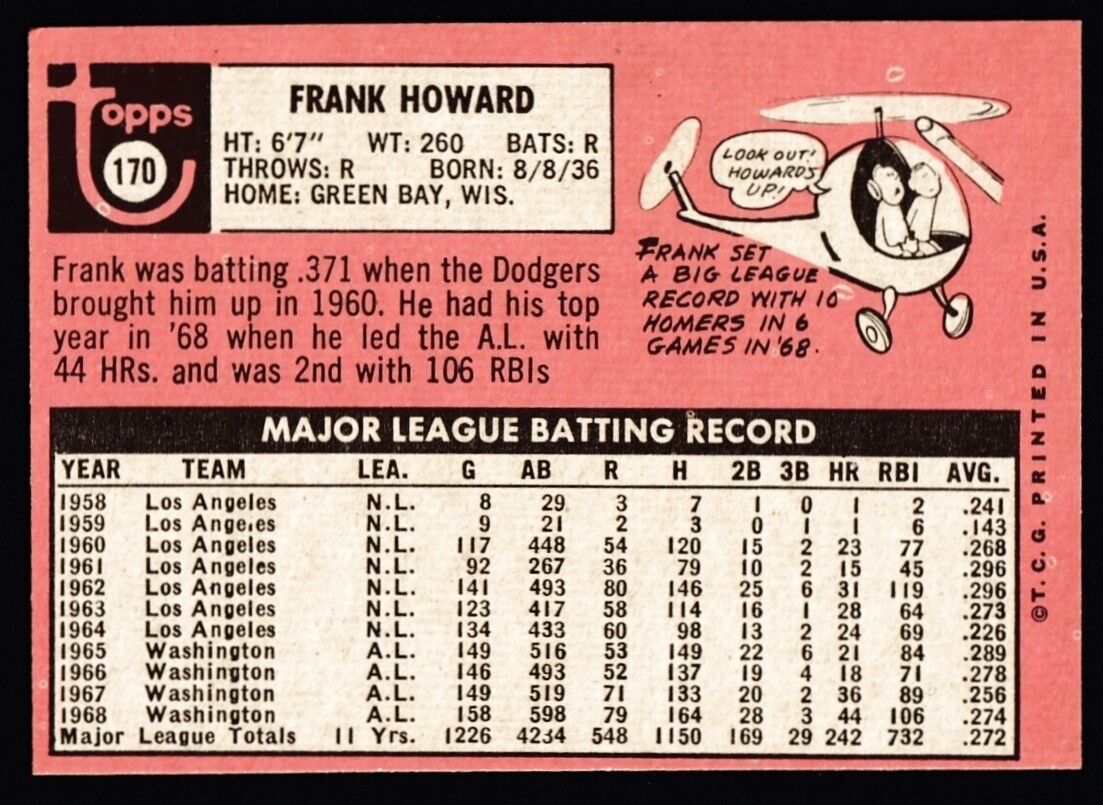 Topps
170
FRANK HOWARD
HT: 6'7" WT: 260 BATS: R
THROWS: R BORN: 8/8/36
HOME: GREEN BAY, WIS.
LOOK OUT!
HOWARD'S
UP!
Frank was batting .371 when the Dodgers
brought him up in 1960. He had his top
year in '68 when he led the A.L. with
44 HRs. and was 2nd with 106 RBIs
FRANK SET
A BIG LEAGUE
RECORD WITH 10
HOMERS IN 6
GAMES IN '68.
MAJOR LEAGUE BATTING RECORD
YEAR TEAM LEA. G AB R H 2B 3B HR RBI AVG.
1958 Los Angeles N.L. 8 29 3 7 1 0 1 2 .241
1959 Los Angeles N.L. 9 21 2 3 0 1 1 6 .143
1960 Los Angeles N.L. 117 448 54 120 15 2 23 77 .268
1961 Los Angeles N.L. 92 267 36 79 10 2 15 45 .296
1962 Los Angeles N.L. 141 493 80 146 25 6 31 119 .296
1963 Los Angeles N.L. 123 417 58 114 16 1 28 64 .273
1964 Los Angeles N.L. 134 433 60 98 13 2 24 69 .226
1965 Washington A.L. 149 516 53 149 22 6 21 84 .289
1966 Washington A.L. 146 493 52 137 19 4 18 71 .278
1967 Washington A.L. 149 519 71 133 20 2 36 89 .256
1968 Washington A.L. 158 598 79 164 28 3 44 106 .274
Major League Totals 11 Yrs. 1226 4234 548 1150 169 29 242 732 .272
©T.C.G. PRINTED IN U.S.A.